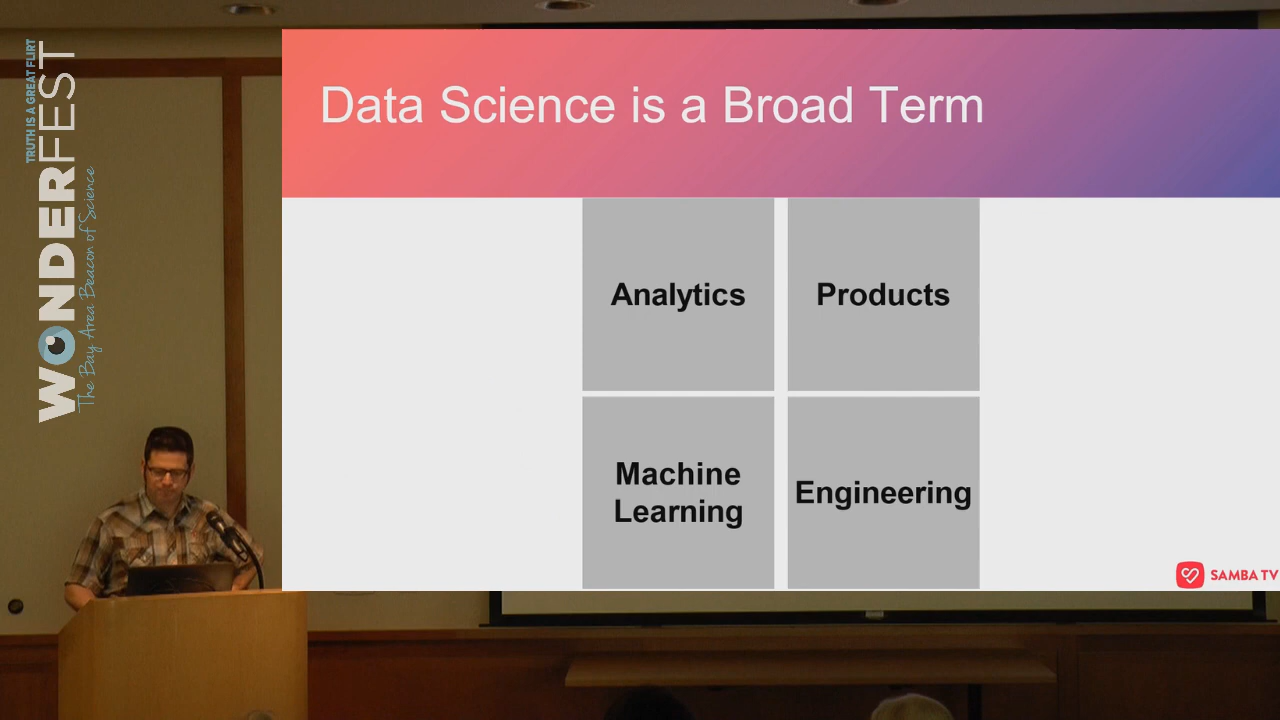 TRUTH IS A GREAT FLIRT
WONDERFEST
The Bay Area Beacon of Science
Data Science is a Broad Term
Analytics
Products
Machine
Learning
Engineering
SAMBA TV